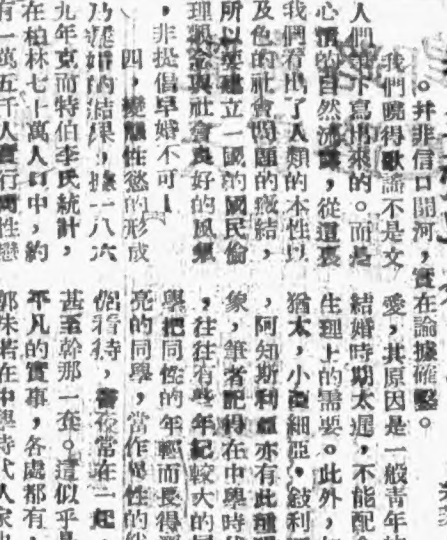 。并非信口開河，實在論據確鑿。
我們曉得歌謠不是文
人們筆下寫出來的。而是
心情的自然流露，從這裏
我們看出了人類的本性以
及色的社會問題的癥結，
所以要建立一國的國民倫
理觀念與社會良好的風氣
，非提倡早婚不可！
四，變態性慾的形成
乃遲婚的結果，據一八六
九年克而特伯李氏統計，
在柏林七十萬人口中，約
有一萬五千人實行同性戀
愛，其原因是一般青年
結婚時期太遲，不能配合
生理上的需要。此外，
猶太，小亞細亞，敍利
，阿知斯利亞亦有此種
象，筆者記得在中學時
，往往有些年紀較大的
學把同性的年輕而長得
亮的同學，當作異性的
侶看待，晝夜常在一起，
甚至幹那一套。這似乎是
不凡的實事，各處都有
郭沫若在中學時代人家